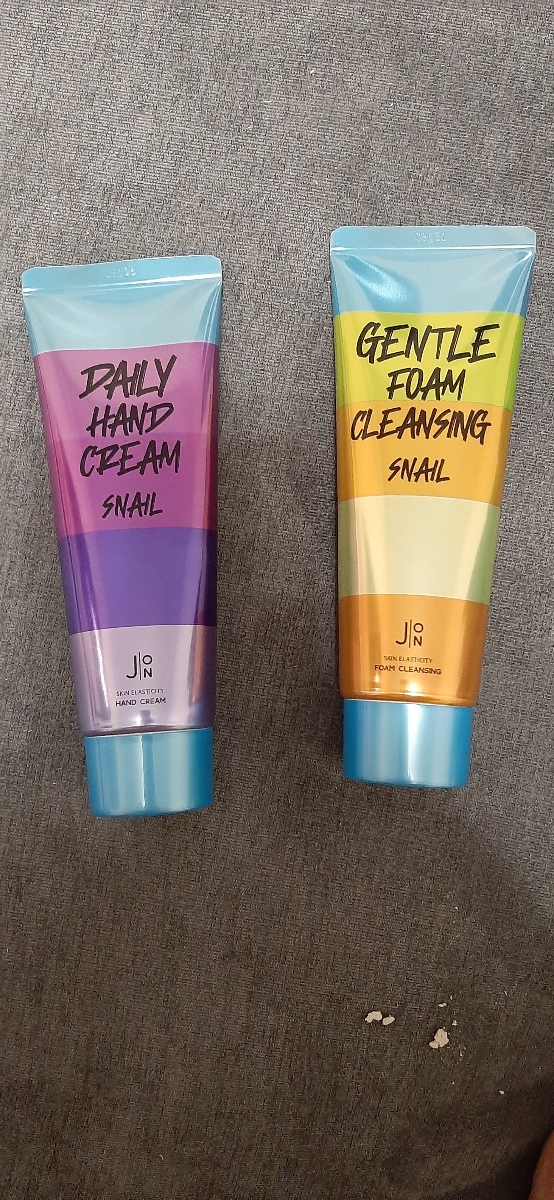 DAILY
HAND
CREAM
SNAIL
J|ON
SKIN ELASTICITY
HAND CREAM
GENTLE
FOAM
CLEANSING
SNAIL
J|ON
SKIN ELASTICITY
FOAM CLEANSING